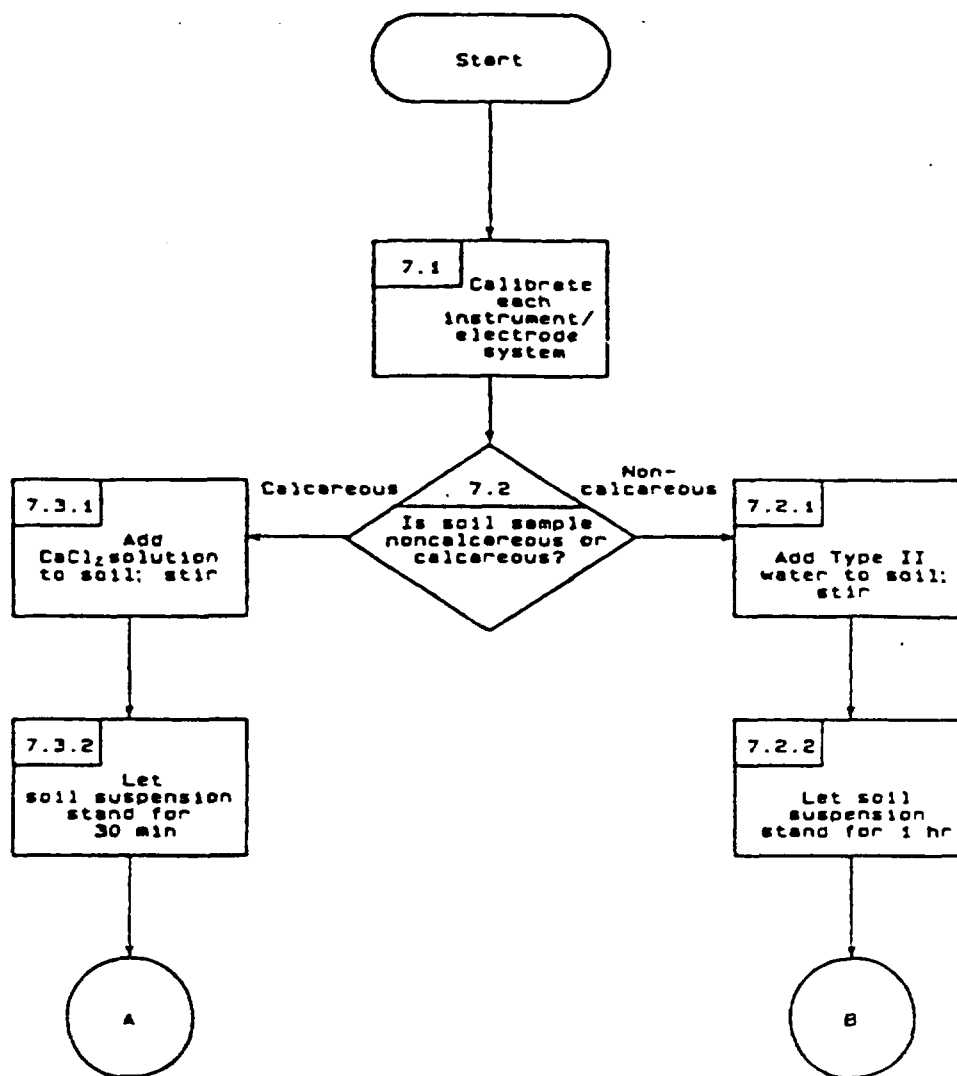 Start
7.1
Calibrate
each
instrument/
electrode
system
Calcareous
7.2
Is soil sample
noncalcareous or
calcareous?
Non-
calcareous
7.3.1
Add
CaCl₂ solution
to soil; stir
7.2.1
Add Type II
water to soil;
stir
7.3.2
Let
soil suspension
stand for
30 min
7.2.2
Let soil
suspension
stand for 1 hr
A
B